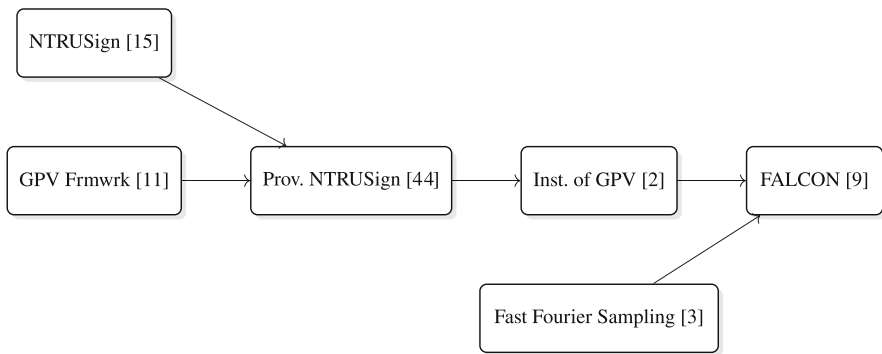 NTRUSign [15]
GPV Frmwrk [11]
Prov. NTRUSign [44]
Inst. of GPV [2]
FALCON [9]
Fast Fourier Sampling [3]